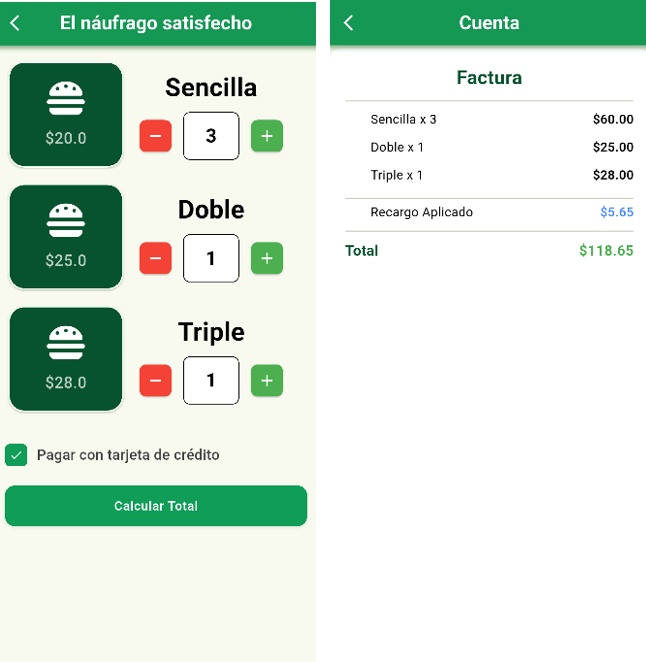 El náufrago satisfecho
Sencilla
$20.0
− 3 +
Doble
$25.0
− 1 +
Triple
$28.0
− 1 +
Pagar con tarjeta de crédito
Calcular Total
Cuenta
Factura
Sencilla x 3 $60.00
Doble x 1 $25.00
Triple x 1 $28.00
Recargo Aplicado $5.65
Total $118.65